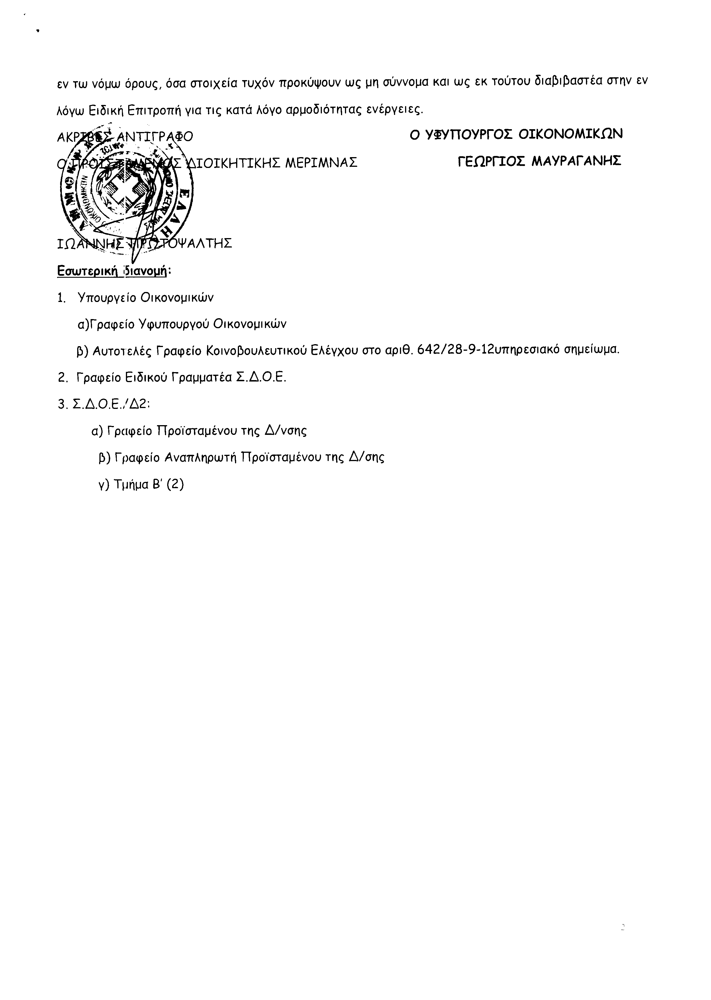 εν τω νόμω όρους, όσα στοιχεία τυχόν προκύψουν ως μη σύννομα και ως εκ τούτου διαβιβαστέα στην εν
λόγω Ειδική Επιτροπή για τις κατά λόγο αρμοδιότητας ενέργειες.
ΑΚΡΙΒΕΣ ΑΝΤΙΓΡΑΦΟ
Ο ΥΦΥΠΟΥΡΓΟΣ ΟΙΚΟΝΟΜΙΚΩΝ
Ο ΠΡΟΪΣΤΑΜΕΝΟΣ ΔΙΟΙΚΗΤΙΚΗΣ ΜΕΡΙΜΝΑΣ
ΓΕΩΡΓΙΟΣ ΜΑΥΡΑΓΑΝΗΣ
ΙΩΑΝΝΗΣ ΠΡΩΤΟΨΑΛΤΗΣ
Εσωτερική διανομή:
1. Υπουργείο Οικονομικών
α)Γραφείο Υφυπουργού Οικονομικών
β) Αυτοτελές Γραφείο Κοινοβουλευτικού Ελέγχου στο αριθ. 642/28-9-12υπηρεσιακό σημείωμα.
2. Γραφείο Ειδικού Γραμματέα Σ.Δ.Ο.Ε.
3. Σ.Δ.Ο.Ε./Δ2:
α) Γραφείο Προϊσταμένου της Δ/νσης
β) Γραφείο Αναπληρωτή Προϊσταμένου της Δ/σης
γ) Τμήμα Β' (2)